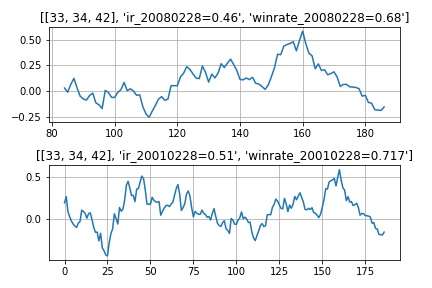 [[33, 34, 42], 'ir_20080228=0.46', 'winrate_20080228=0.68']
0.50
0.25
0.00
−0.25
80 100 120 140 160 180
[[33, 34, 42], 'ir_20010228=0.51', 'winrate_20010228=0.717']
0.5
0.0
0 25 50 75 100 125 150 175